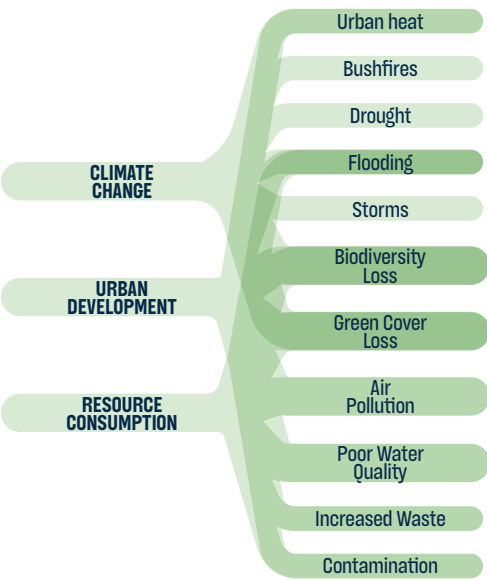 CLIMATE
CHANGE
URBAN
DEVELOPMENT
RESOURCE
CONSUMPTION
Urban heat
Bushfires
Drought
Flooding
Storms
Biodiversity
Loss
Green Cover
Loss
Air
Pollution
Poor Water
Quality
Increased Waste
Contamination